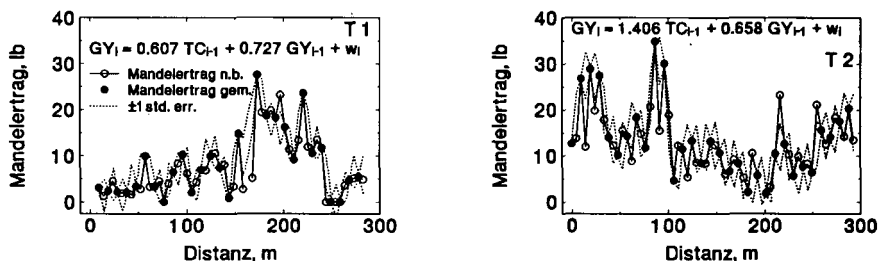 T 1
GYᵢ = 0.607 TCᵢ₋₁ + 0.727 GYᵢ₋₁ + wᵢ
Mandelertrag n.b.
Mandelertrag gem.
±1 std. err.
Mandelertrag, lb
40
30
20
10
0
0
100
200
300
Distanz, m
GYᵢ = 1.406 TCᵢ₋₁ + 0.658 GYᵢ₋₁ + wᵢ
T 2
Mandelertrag, lb
40
30
20
10
0
0
100
200
300
Distanz, m